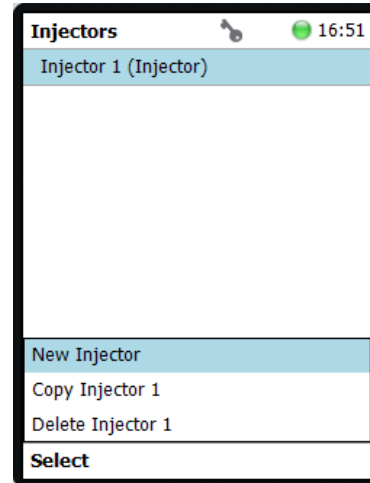 Injectors 16:51
Injector 1 (Injector)
New Injector
Copy Injector 1
Delete Injector 1
Select